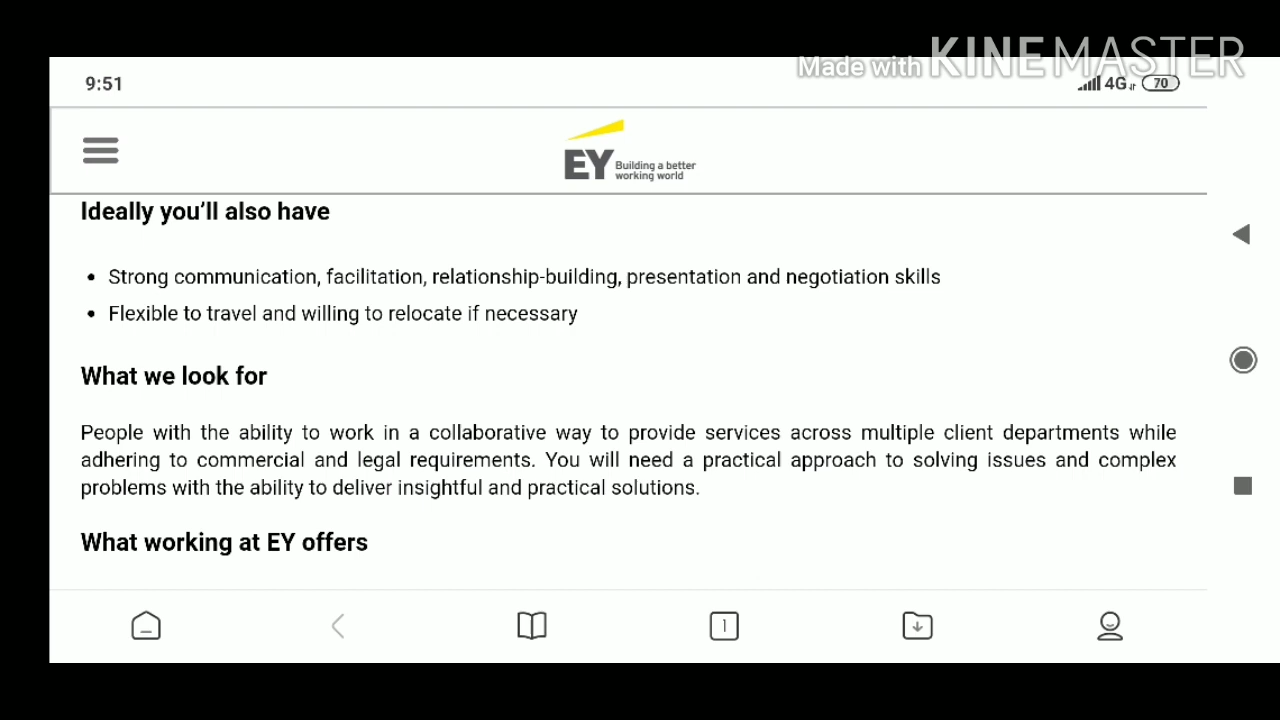 Made with KINEMASTER
9:51
4G 70
EY Building a better
working world
Ideally you’ll also have
• Strong communication, facilitation, relationship-building, presentation and negotiation skills
• Flexible to travel and willing to relocate if necessary
What we look for
People with the ability to work in a collaborative way to provide services across multiple client departments while
adhering to commercial and legal requirements. You will need a practical approach to solving issues and complex
problems with the ability to deliver insightful and practical solutions.
What working at EY offers
1